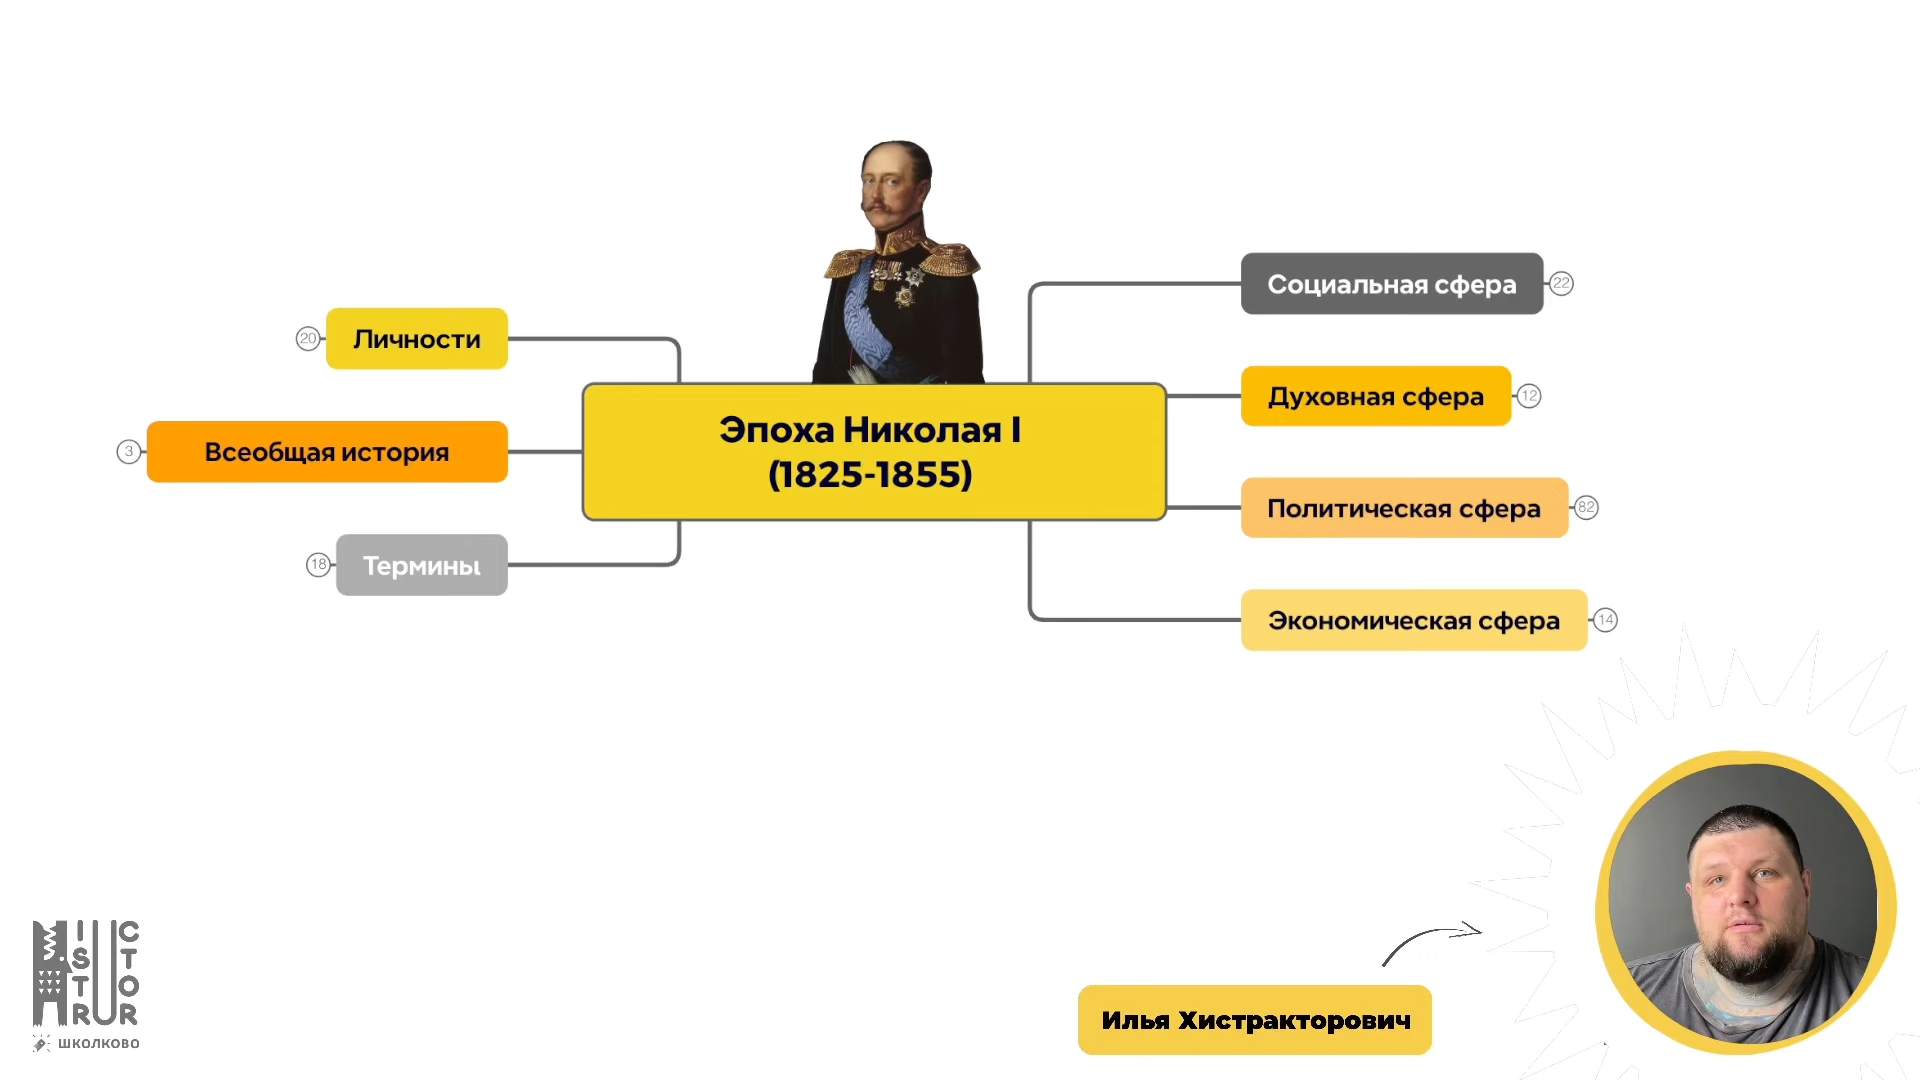 Эпоха Николая I
(1825-1855)
Личности
20
Всеобщая история
3
Термины
18
Социальная сфера
22
Духовная сфера
12
Политическая сфера
82
Экономическая сфера
14
Илья Хистракторович
HISTRUCTOR
ШКОЛКОВО